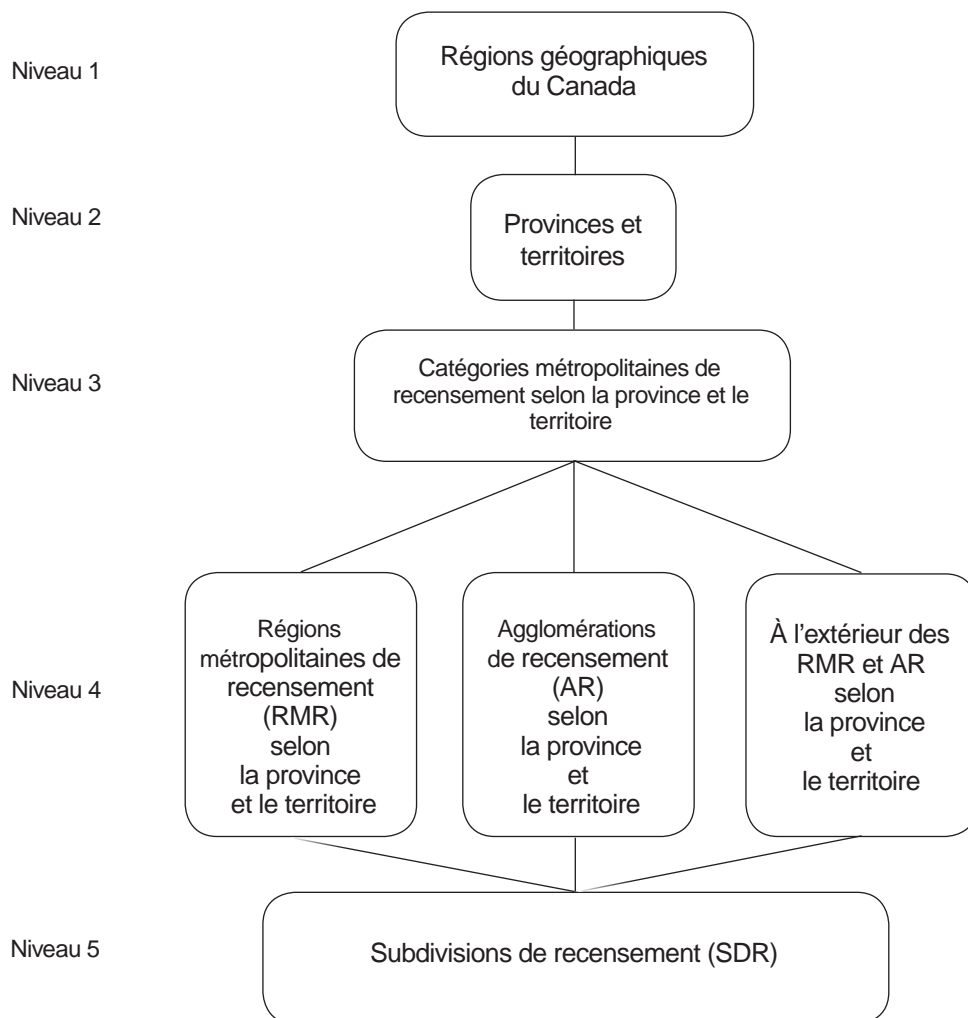 Niveau 1
Régions géographiques
du Canada
Niveau 2
Provinces et
territoires
Niveau 3
Catégories métropolitaines de
recensement selon la province et le
territoire
Niveau 4
Régions
métropolitaines de
recensement
(RMR)
selon
la province
et le territoire
Agglomérations
de recensement
(AR)
selon
la province
et
le territoire
À l’extérieur des
RMR et AR
selon
la province
et
le territoire
Niveau 5
Subdivisions de recensement (SDR)